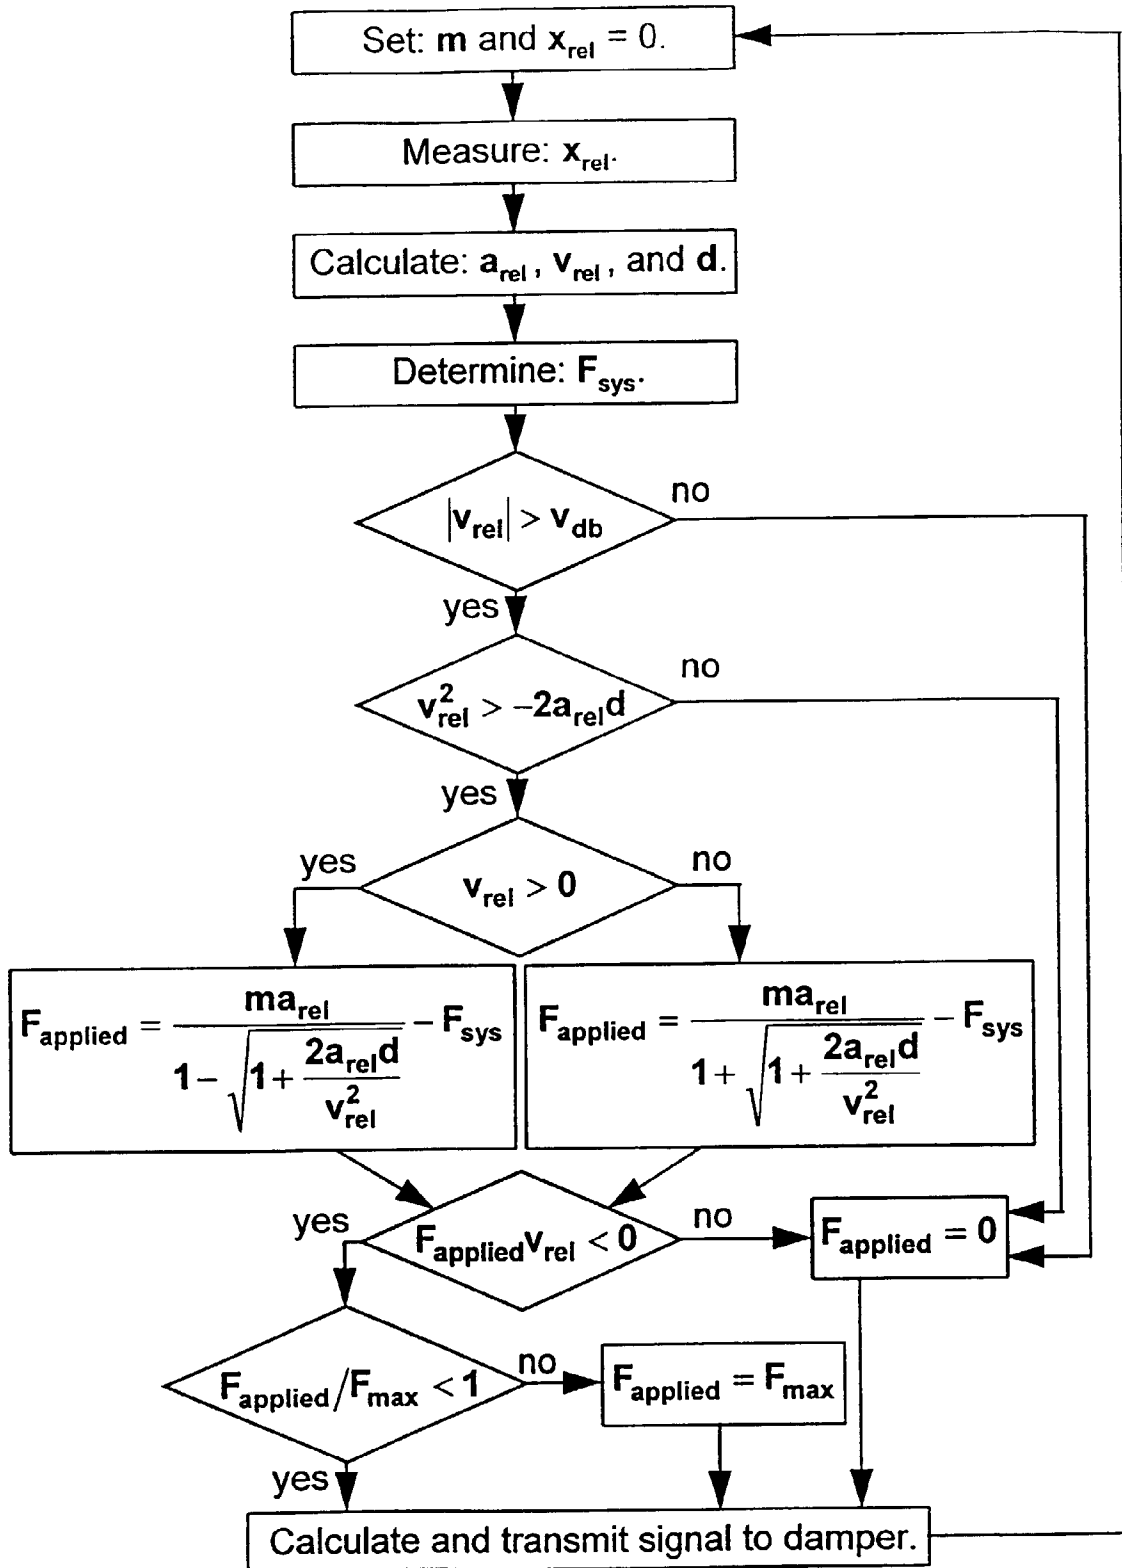 Set: m and x_rel = 0.
Measure: x_rel.
Calculate: a_rel, v_rel, and d.
Determine: F_sys.
|v_rel| > v_db
no
yes
v_rel^2 > −2a_rel d
no
yes
v_rel > 0
yes
no
F_applied = ma_rel / (1 − √(1 + 2a_rel d / v_rel^2)) − F_sys
F_applied = ma_rel / (1 + √(1 + 2a_rel d / v_rel^2)) − F_sys
F_applied v_rel < 0
yes
no
F_applied = 0
F_applied/F_max < 1
no
F_applied = F_max
yes
Calculate and transmit signal to damper.